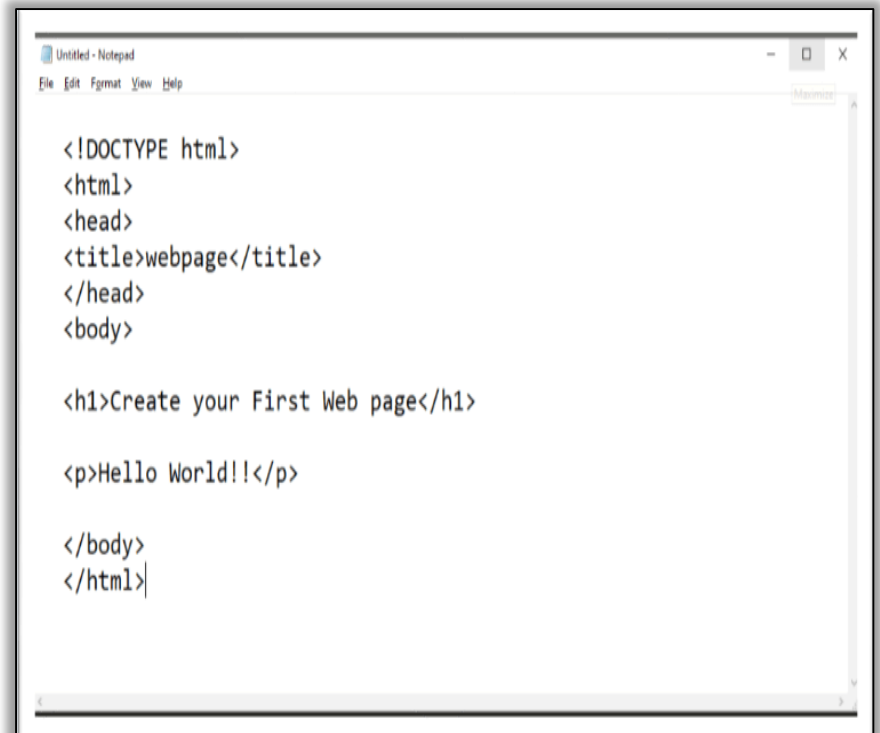 Untitled - Notepad
File Edit Format View Help
Maximize
<!DOCTYPE html>
<html>
<head>
<title>webpage</title>
</head>
<body>
<h1>Create your First Web page</h1>
<p>Hello World!!</p>
</body>
</html>